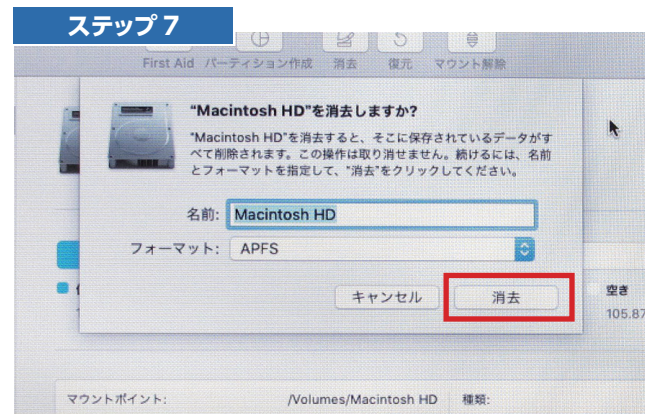 ステップ 7
First Aid パーティション作成 消去 復元 マウント解除
"Macintosh HD"を消去しますか?
"Macintosh HD"を消去すると、そこに保存されているデータがす
べて削除されます。この操作は取り消せません。続けるには、名前
とフォーマットを指定して、"消去"をクリックしてください。
名前: Macintosh HD
フォーマット: APFS
キャンセル 消去
空き
105.87
マウントポイント: /Volumes/Macintosh HD 種類: